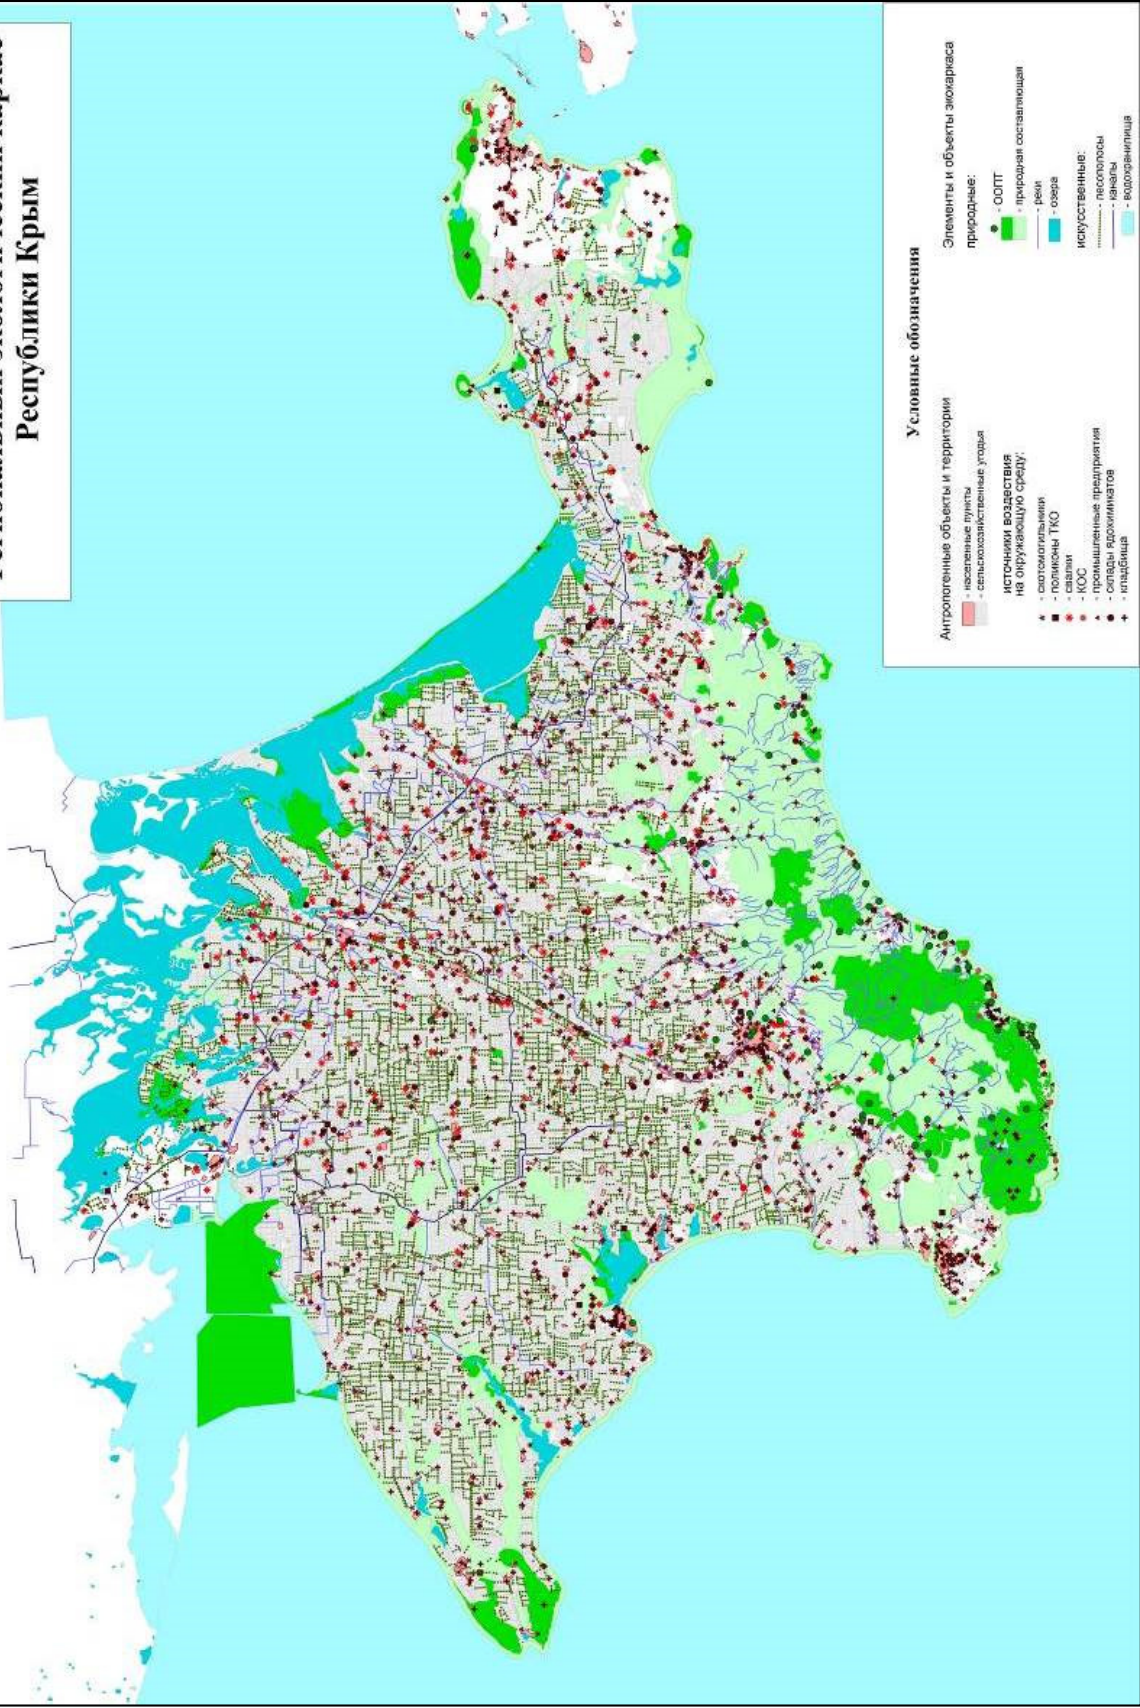 Республики Крым
Условные обозначения
Антропогенные объекты и территории
- населенные пункты
- сельскохозяйственные угодья
источники воздействия
на окружающую среду:
- скотомогильники
- полигоны ТКО
- свалки
- КОС
- промышленные предприятия
- склады ядохимикатов
- кладбища
Элементы и объекты экокаркаса
природные:
- ООПТ
- природная составляющая
- реки
- озера
искусственные:
- лесополосы
- каналы
- водохранилища